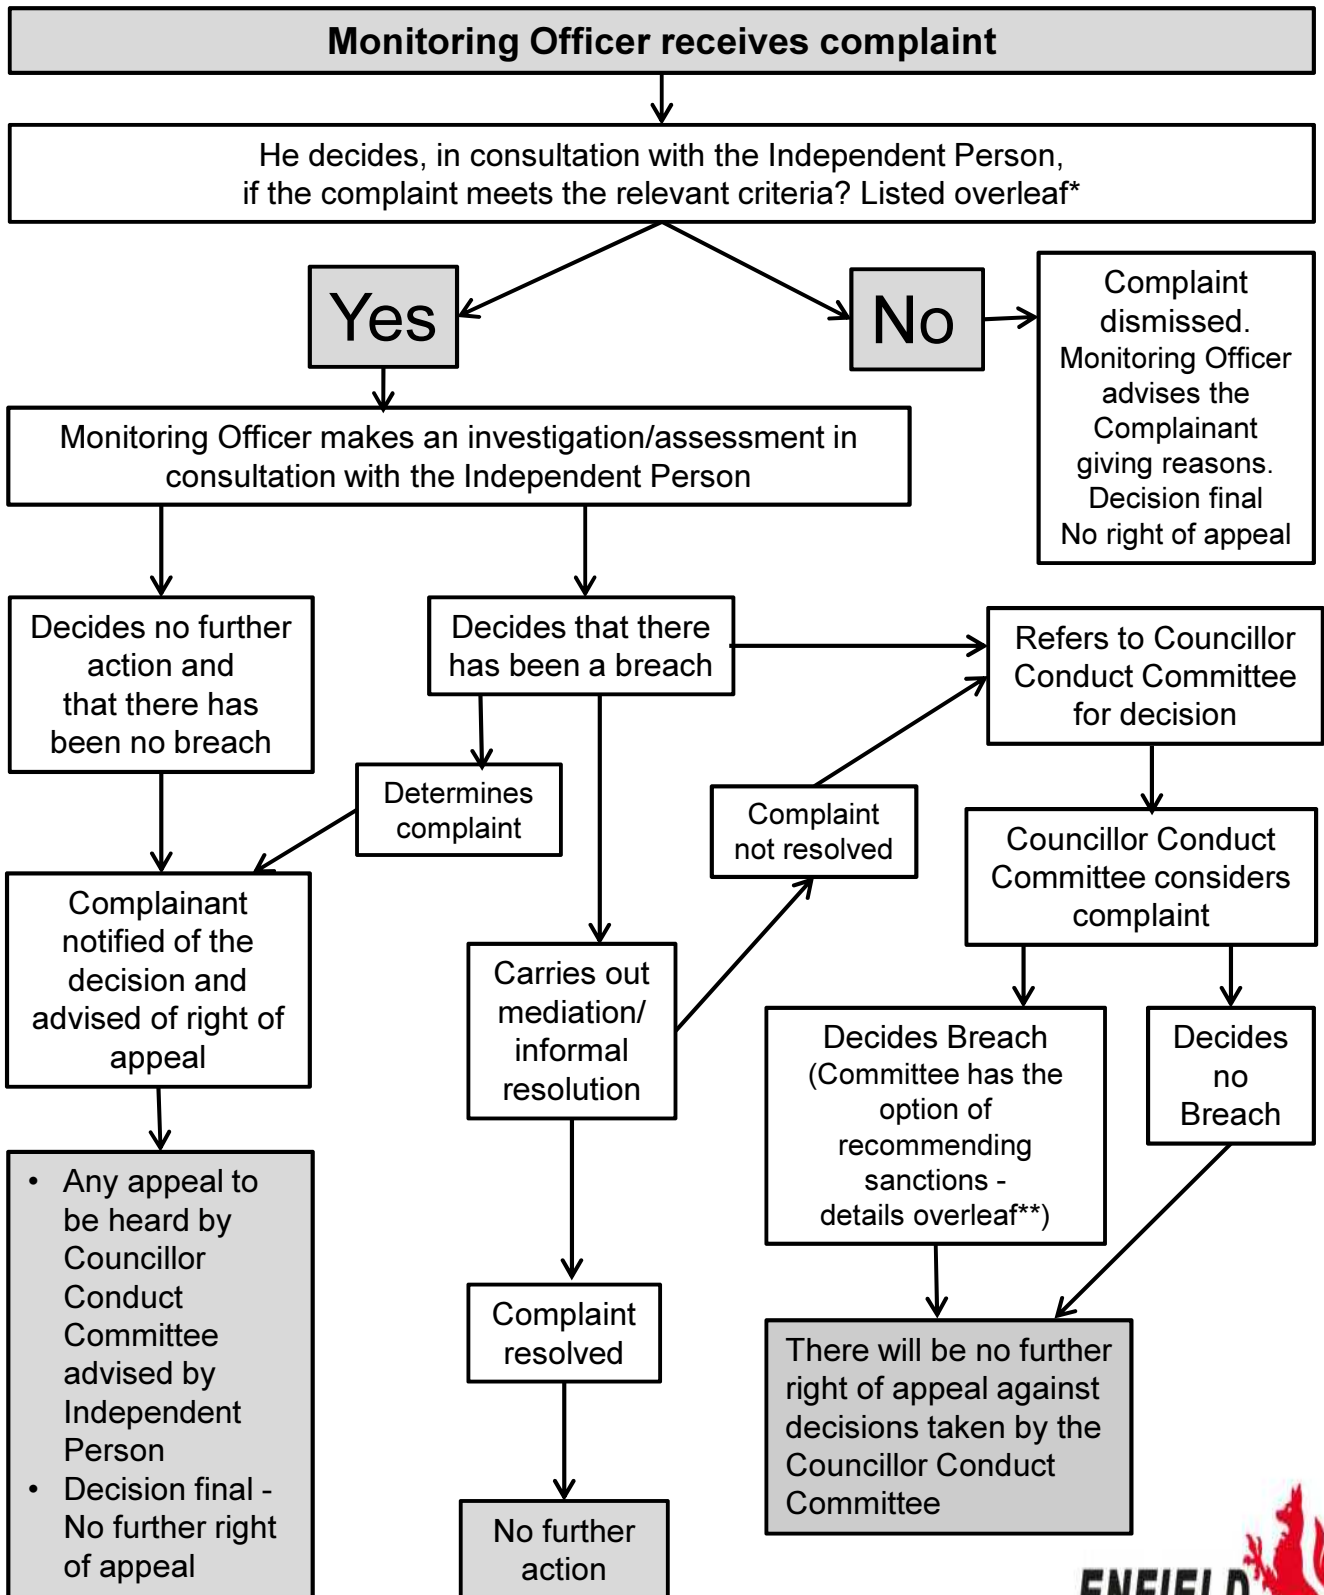 Monitoring Officer receives complaint
He decides, in consultation with the Independent Person,
if the complaint meets the relevant criteria? Listed overleaf*
Yes
No
Complaint
dismissed.
Monitoring Officer
advises the
Complainant
giving reasons.
Decision final
No right of appeal
Monitoring Officer makes an investigation/assessment in
consultation with the Independent Person
Decides no further
action and
that there has
been no breach
Decides that there
has been a breach
Refers to Councillor
Conduct Committee
for decision
Determines
complaint
Complaint
not resolved
Councillor Conduct
Committee considers
complaint
Complainant
notified of the
decision and
advised of right of
appeal
Carries out
mediation/
informal
resolution
Decides Breach
(Committee has the
option of
recommending
sanctions -
details overleaf**)
Decides
no
Breach
• Any appeal to
be heard by
Councillor
Conduct
Committee
advised by
Independent
Person
• Decision final -
No further right
of appeal
Complaint
resolved
There will be no further
right of appeal against
decisions taken by the
Councillor Conduct
Committee
No further
action
ENFIELD